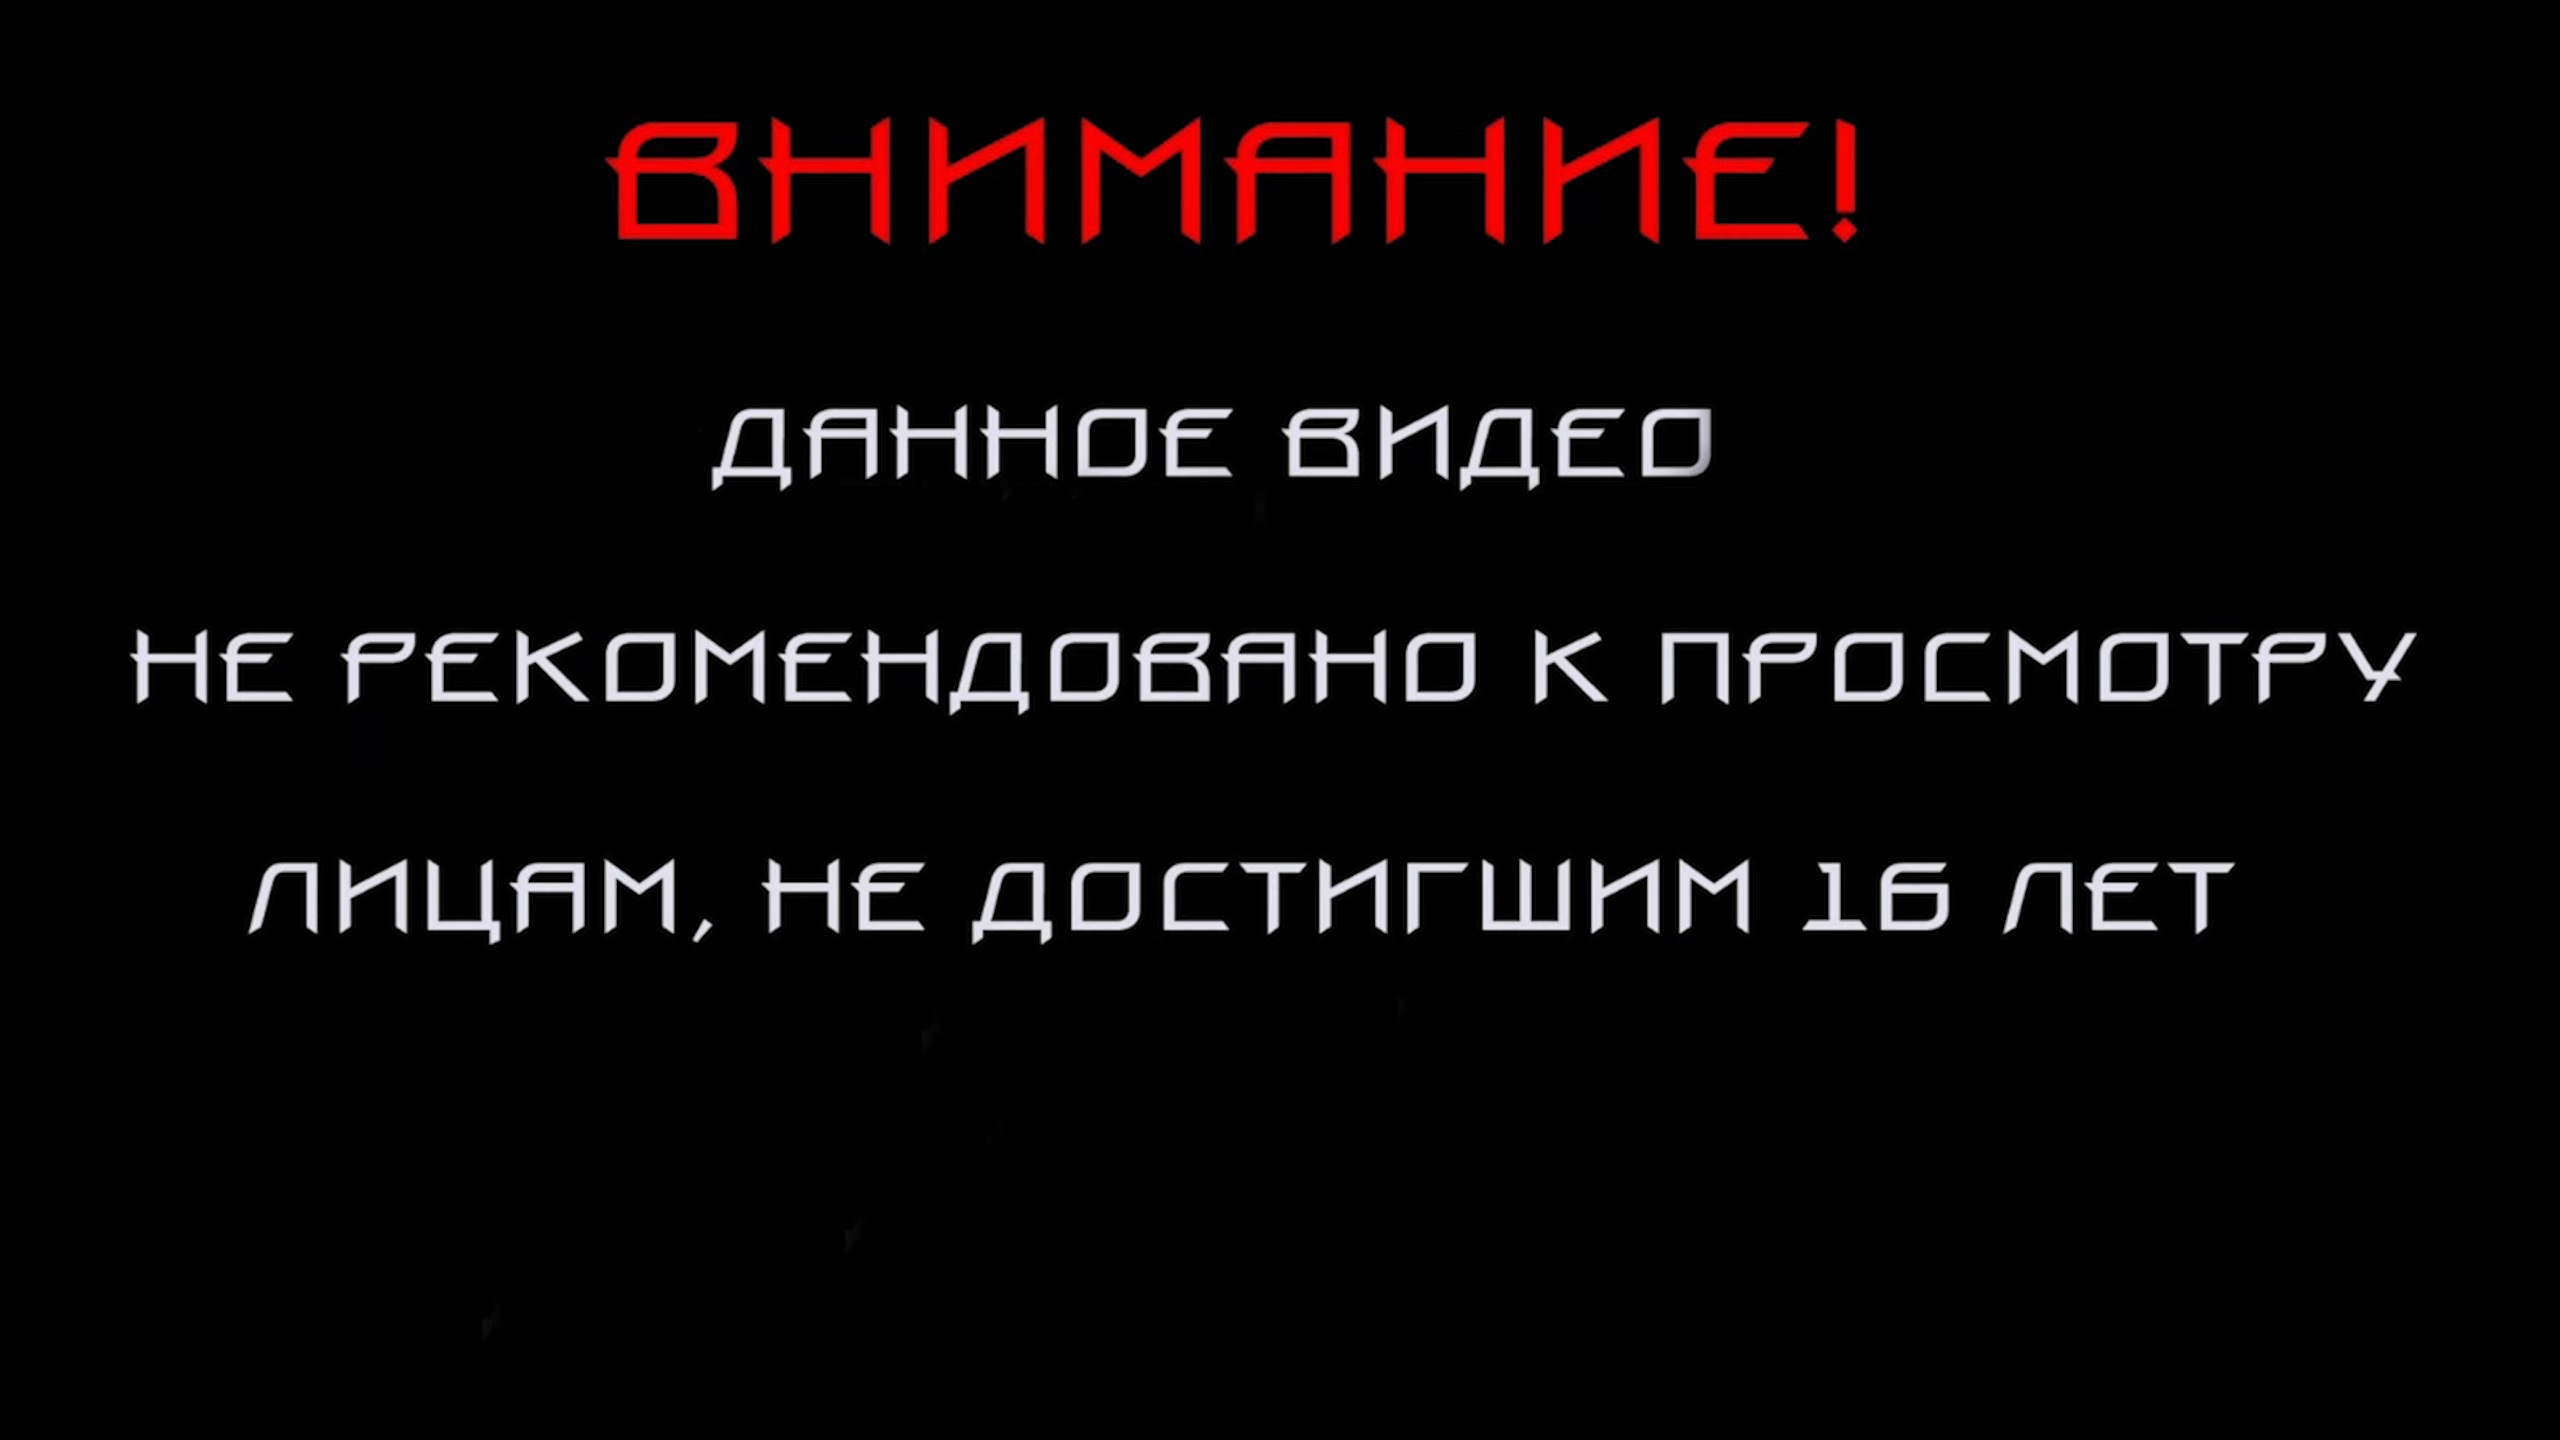 ВНИМАНИЕ!
ДАННОЕ ВИДЕО
НЕ РЕКОМЕНДОВАНО К ПРОСМОТРУ
ЛИЦАМ, НЕ ДОСТИГШИМ 16 ЛЕТ